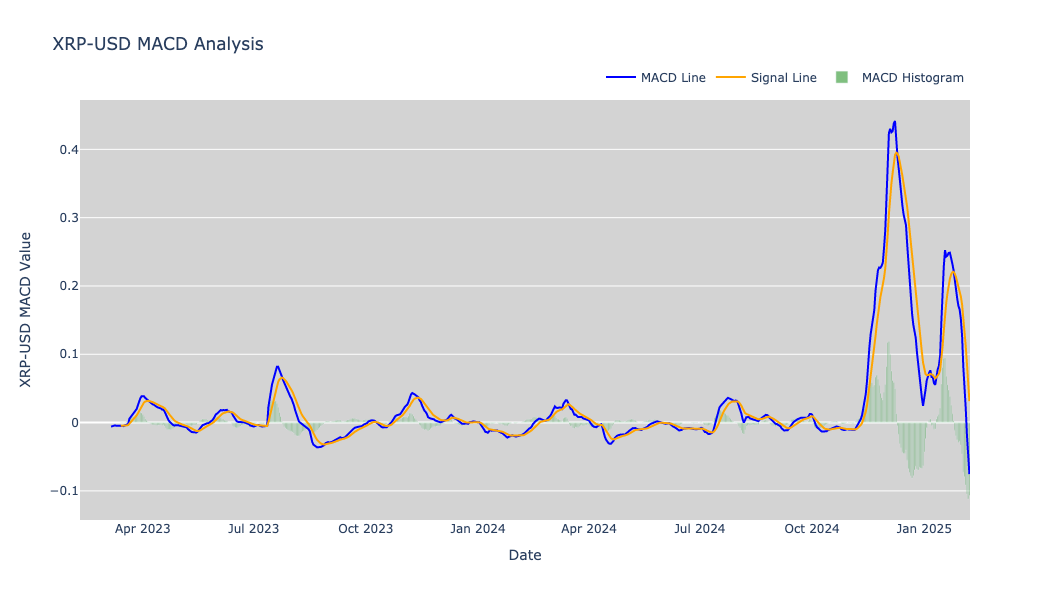 XRP-USD MACD Analysis
MACD Line
Signal Line
MACD Histogram
0.4
0.3
0.2
0.1
0
−0.1
XRP-USD MACD Value
Apr 2023
Jul 2023
Oct 2023
Jan 2024
Apr 2024
Jul 2024
Oct 2024
Jan 2025
Date